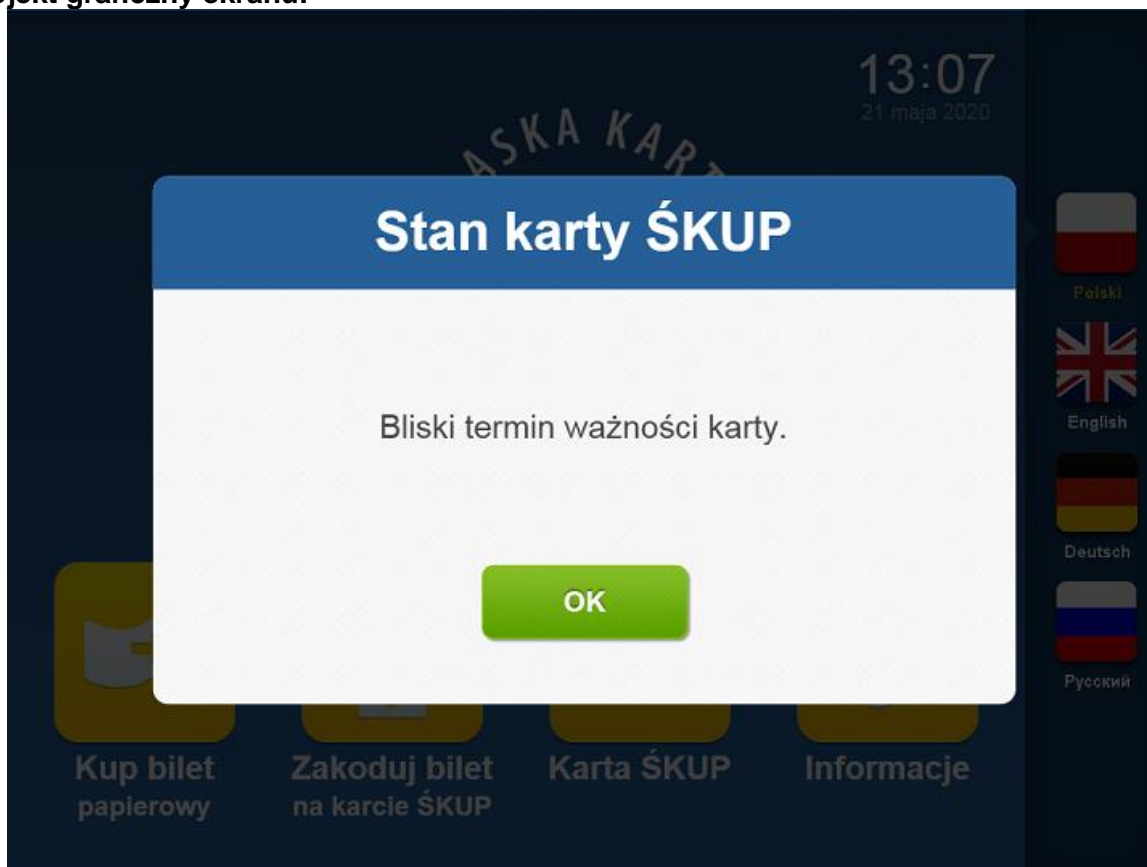 13:07
21 maja 2020
Stan karty ŚKUP
Polski
Bliski termin ważności karty.
English
OK
Deutsch
Русский
Kup bilet
papierowy
Zakoduj bilet
na karcie ŚKUP
Karta ŚKUP
Informacje